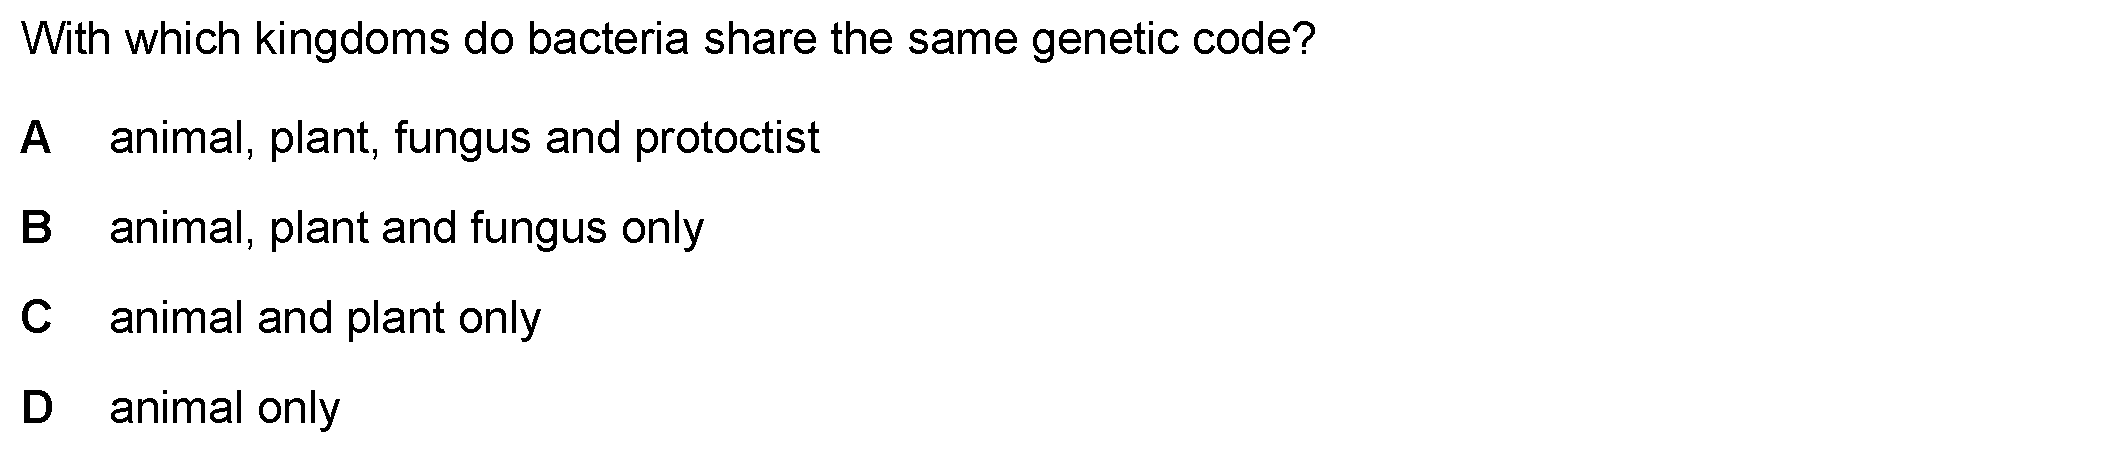 With which kingdoms do bacteria share the same genetic code?
A animal, plant, fungus and protoctist
B animal, plant and fungus only
C animal and plant only
D animal only